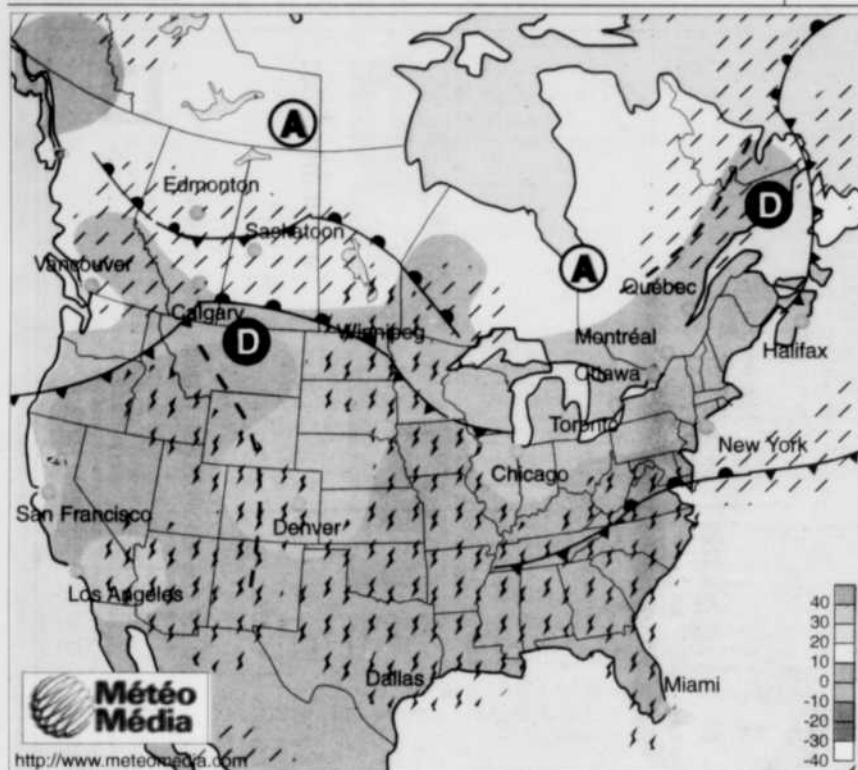 A
Edmonton
Saskatoon
D
Vancouver
A
Québec
Calgary
D
Winnipeg
Montréal
Halifax
Ottawa
Toronto
New York
Chicago
San Francisco
Denver
Los Angeles
Dallas
Miami
40
30
20
10
0
-10
-20
-30
-40
Météo
Média
http://www.meteomedia.com